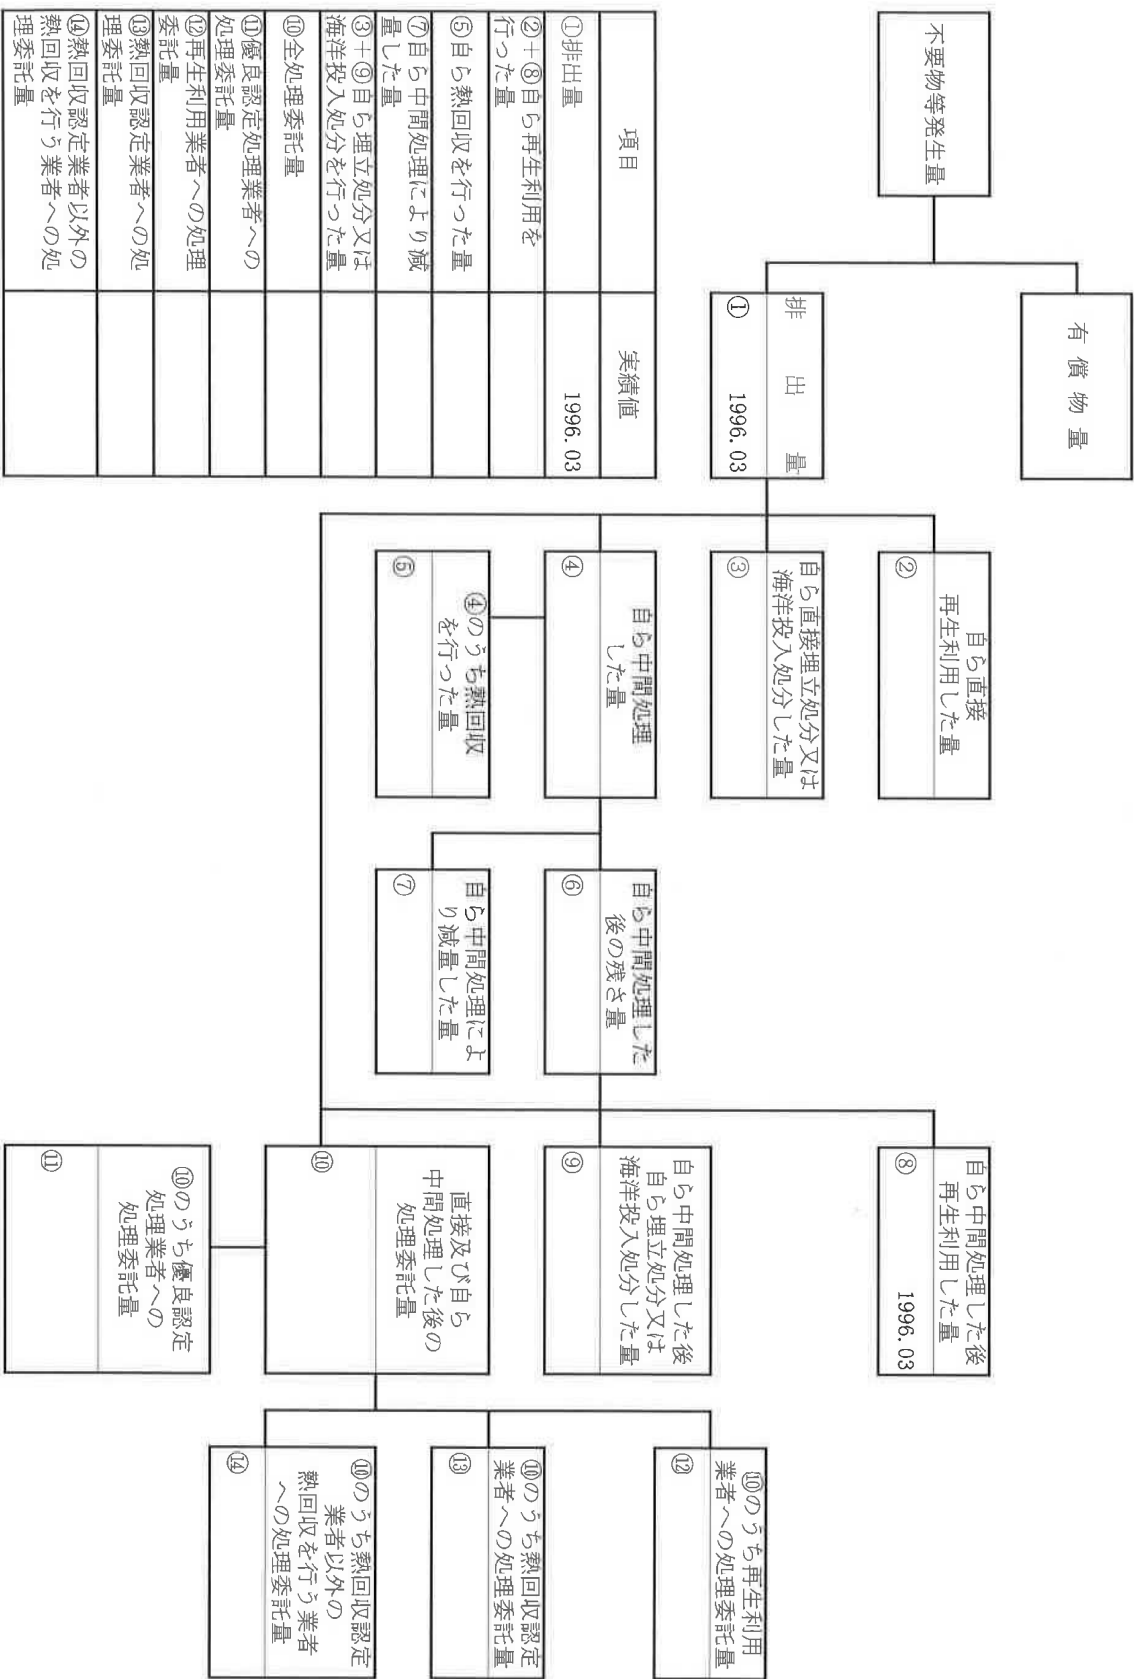 不要物等発生量
有償物量
排出量
① 1996.03
自ら直接
再生利用した量
②
自ら直接埋立処分又は
海洋投入処分した量
③
自ら中間処理
した量
④
④のうち熱回収
を行った量
⑤
自ら中間処理した
後の残さ量
⑥
自ら中間処理によ
り減量した量
⑦
自ら中間処理した後
再生利用した量
⑧ 1996.03
自ら中間処理した後
自ら埋立処分又は
海洋投入処分した量
⑨
直接及び自ら
中間処理した後の
処理委託量
⑩
⑩のうち優良認定
処理業者への
処理委託量
⑪
⑩のうち再生利用
業者への処理委託量
⑫
⑩のうち熱回収認定
業者への処理委託量
⑬
⑩のうち熱回収認定
業者以外の
熱回収を行う業者
への処理委託量
⑭
項目 実績値
①排出量 1996.03
②+⑧自ら再生利用を
行った量
⑤自ら熱回収を行った量
⑦自ら中間処理により減
量した量
③+⑨自ら埋立処分又は
海洋投入処分を行った量
⑩全処理委託量
⑪優良認定処理業者への
処理委託量
⑫再生利用業者への処理
委託量
⑬熱回収認定業者への処
理委託量
⑭熱回収認定業者以外の
熱回収を行う業者への処
理委託量